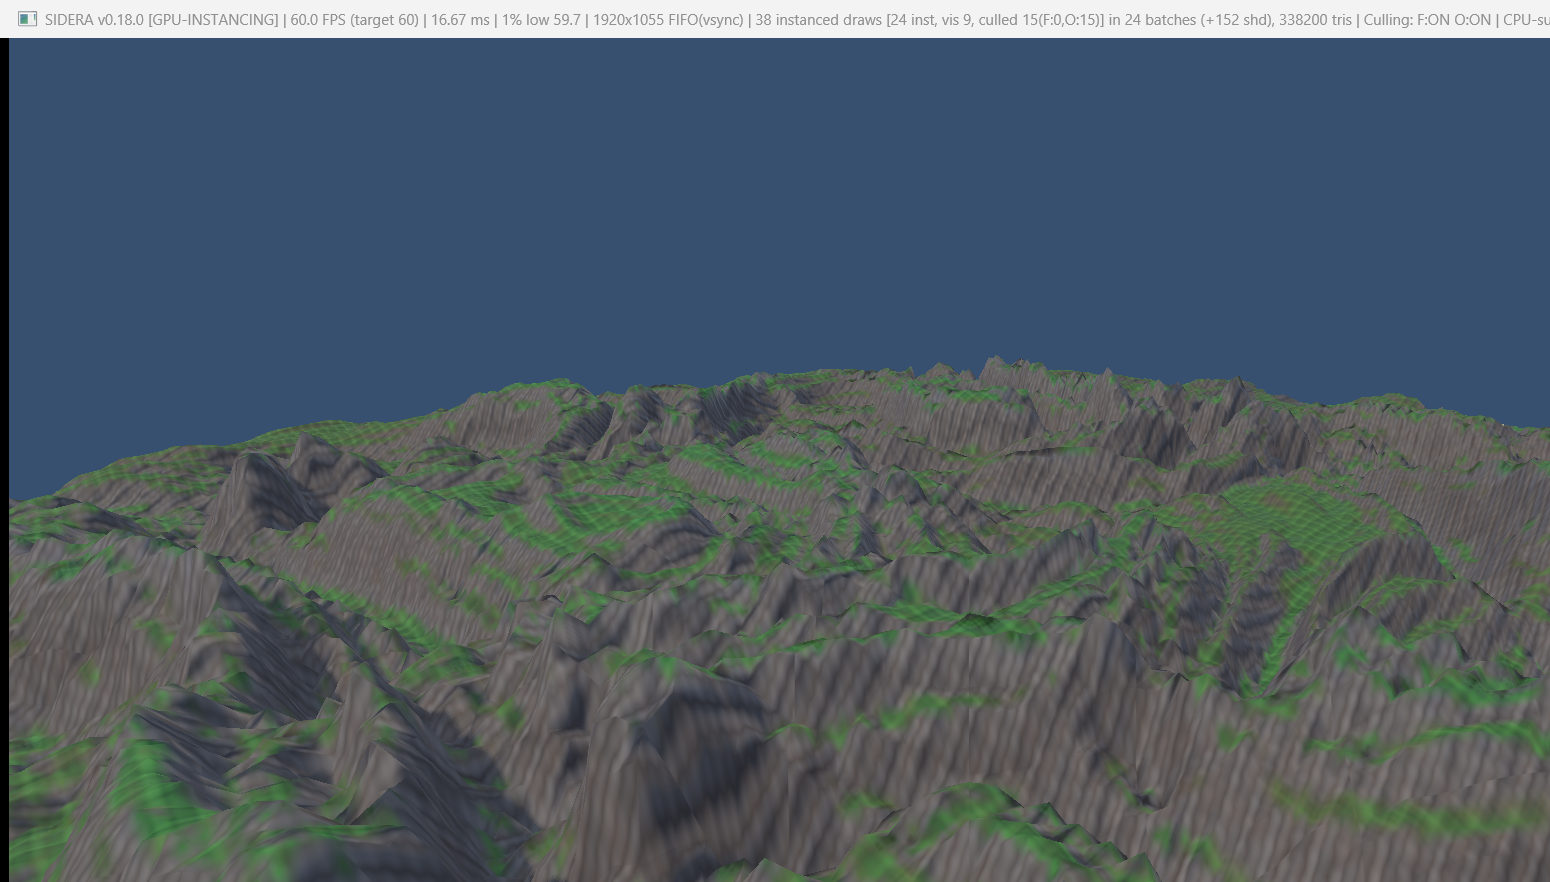 SIDERA v0.18.0 [GPU-INSTANCING] | 60.0 FPS (target 60) | 16.67 ms | 1% low 59.7 | 1920x1055 FIFO(vsync) | 38 instanced draws [24 inst, vis 9, culled 15(F:0,O:15)] in 24 batches (+152 shd), 338200 tris | Culling: F:ON O:ON | CPU-su